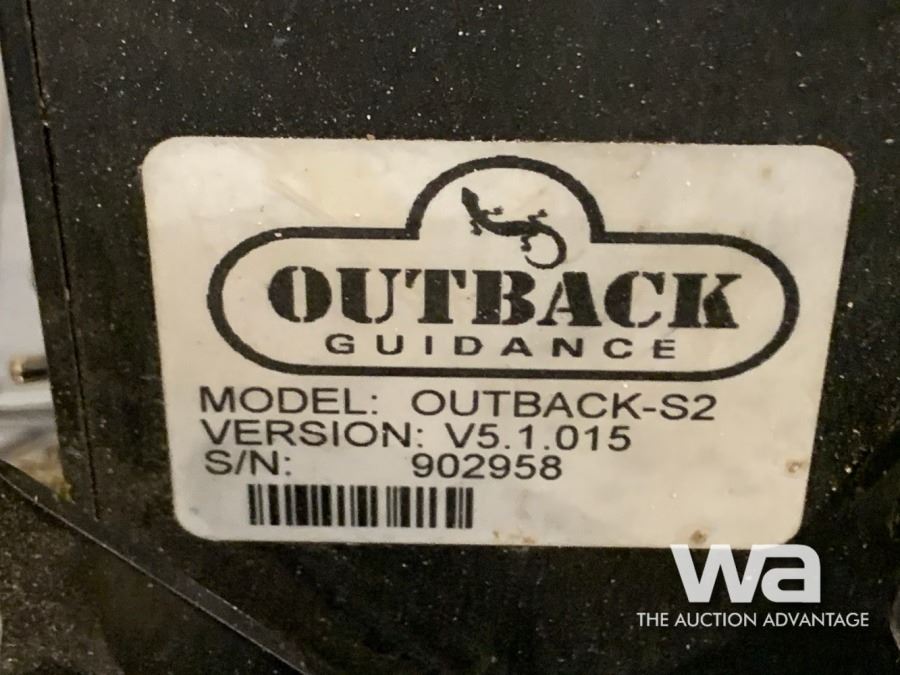 OUTBACK
GUIDANCE
MODEL: OUTBACK-S2
VERSION: V5.1.015
S/N: 902958
wa
THE AUCTION ADVANTAGE